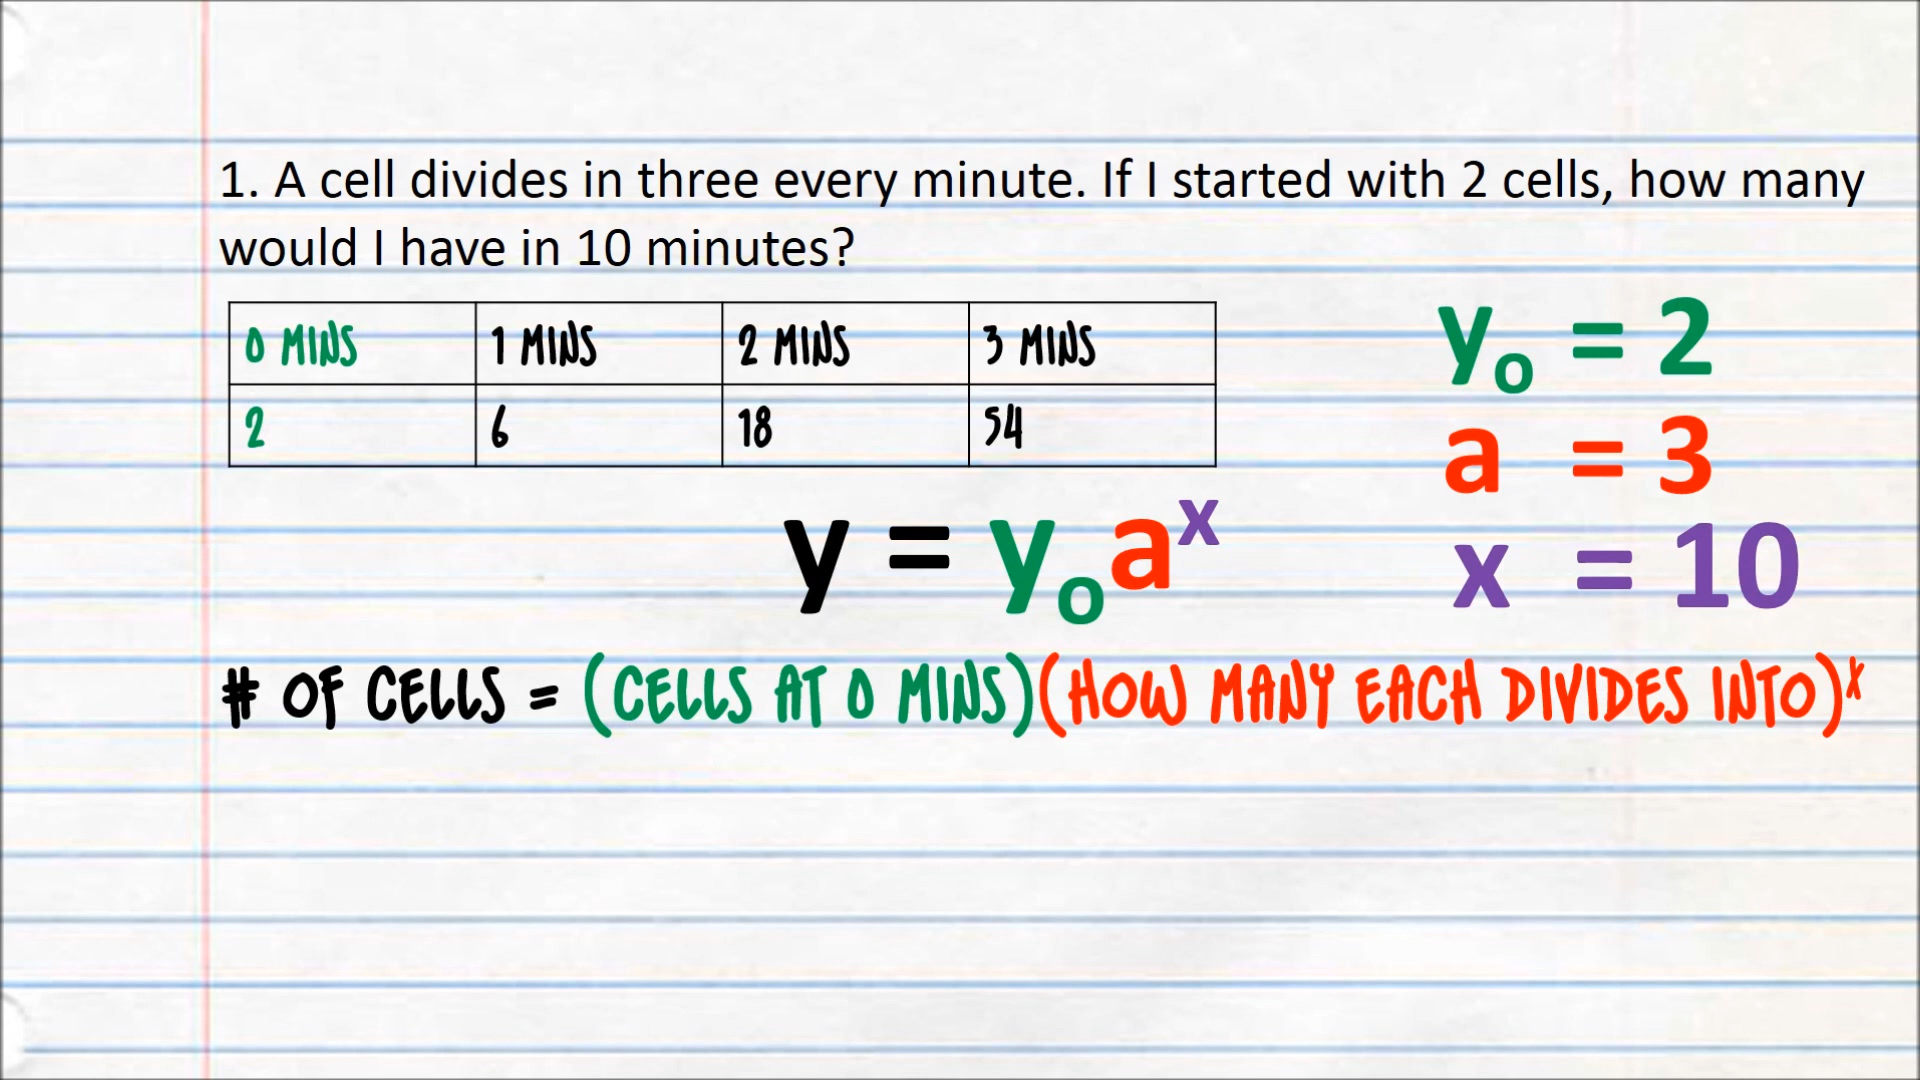 1. A cell divides in three every minute. If I started with 2 cells, how many
would I have in 10 minutes?
0 MINS 1 MINS 2 MINS 3 MINS
2 6 18 54
y₀ = 2
a = 3
x = 10
y = y₀aˣ
# OF CELLS = (CELLS AT 0 MINS)(HOW MANY EACH DIVIDES INTO)ˣ